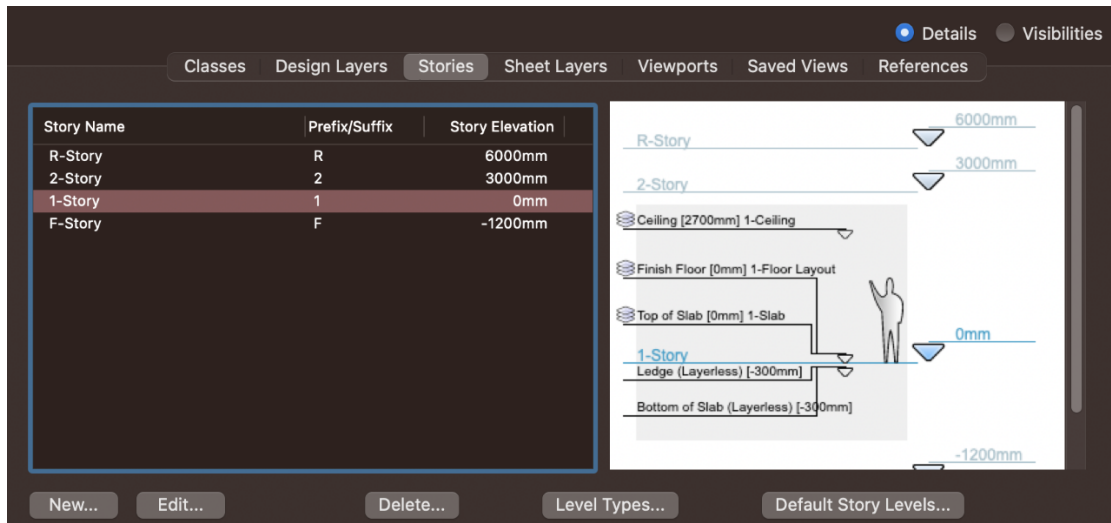 Details Visibilities
Classes Design Layers Stories Sheet Layers Viewports Saved Views References
Story Name Prefix/Suffix Story Elevation
R-Story R 6000mm
2-Story 2 3000mm
1-Story 1 0mm
F-Story F -1200mm
6000mm
R-Story
3000mm
2-Story
Ceiling [2700mm] 1-Ceiling
Finish Floor [0mm] 1-Floor Layout
Top of Slab [0mm] 1-Slab
0mm
1-Story
Ledge (Layerless) [-300mm]
Bottom of Slab (Layerless) [-300mm]
-1200mm
New... Edit... Delete... Level Types... Default Story Levels...